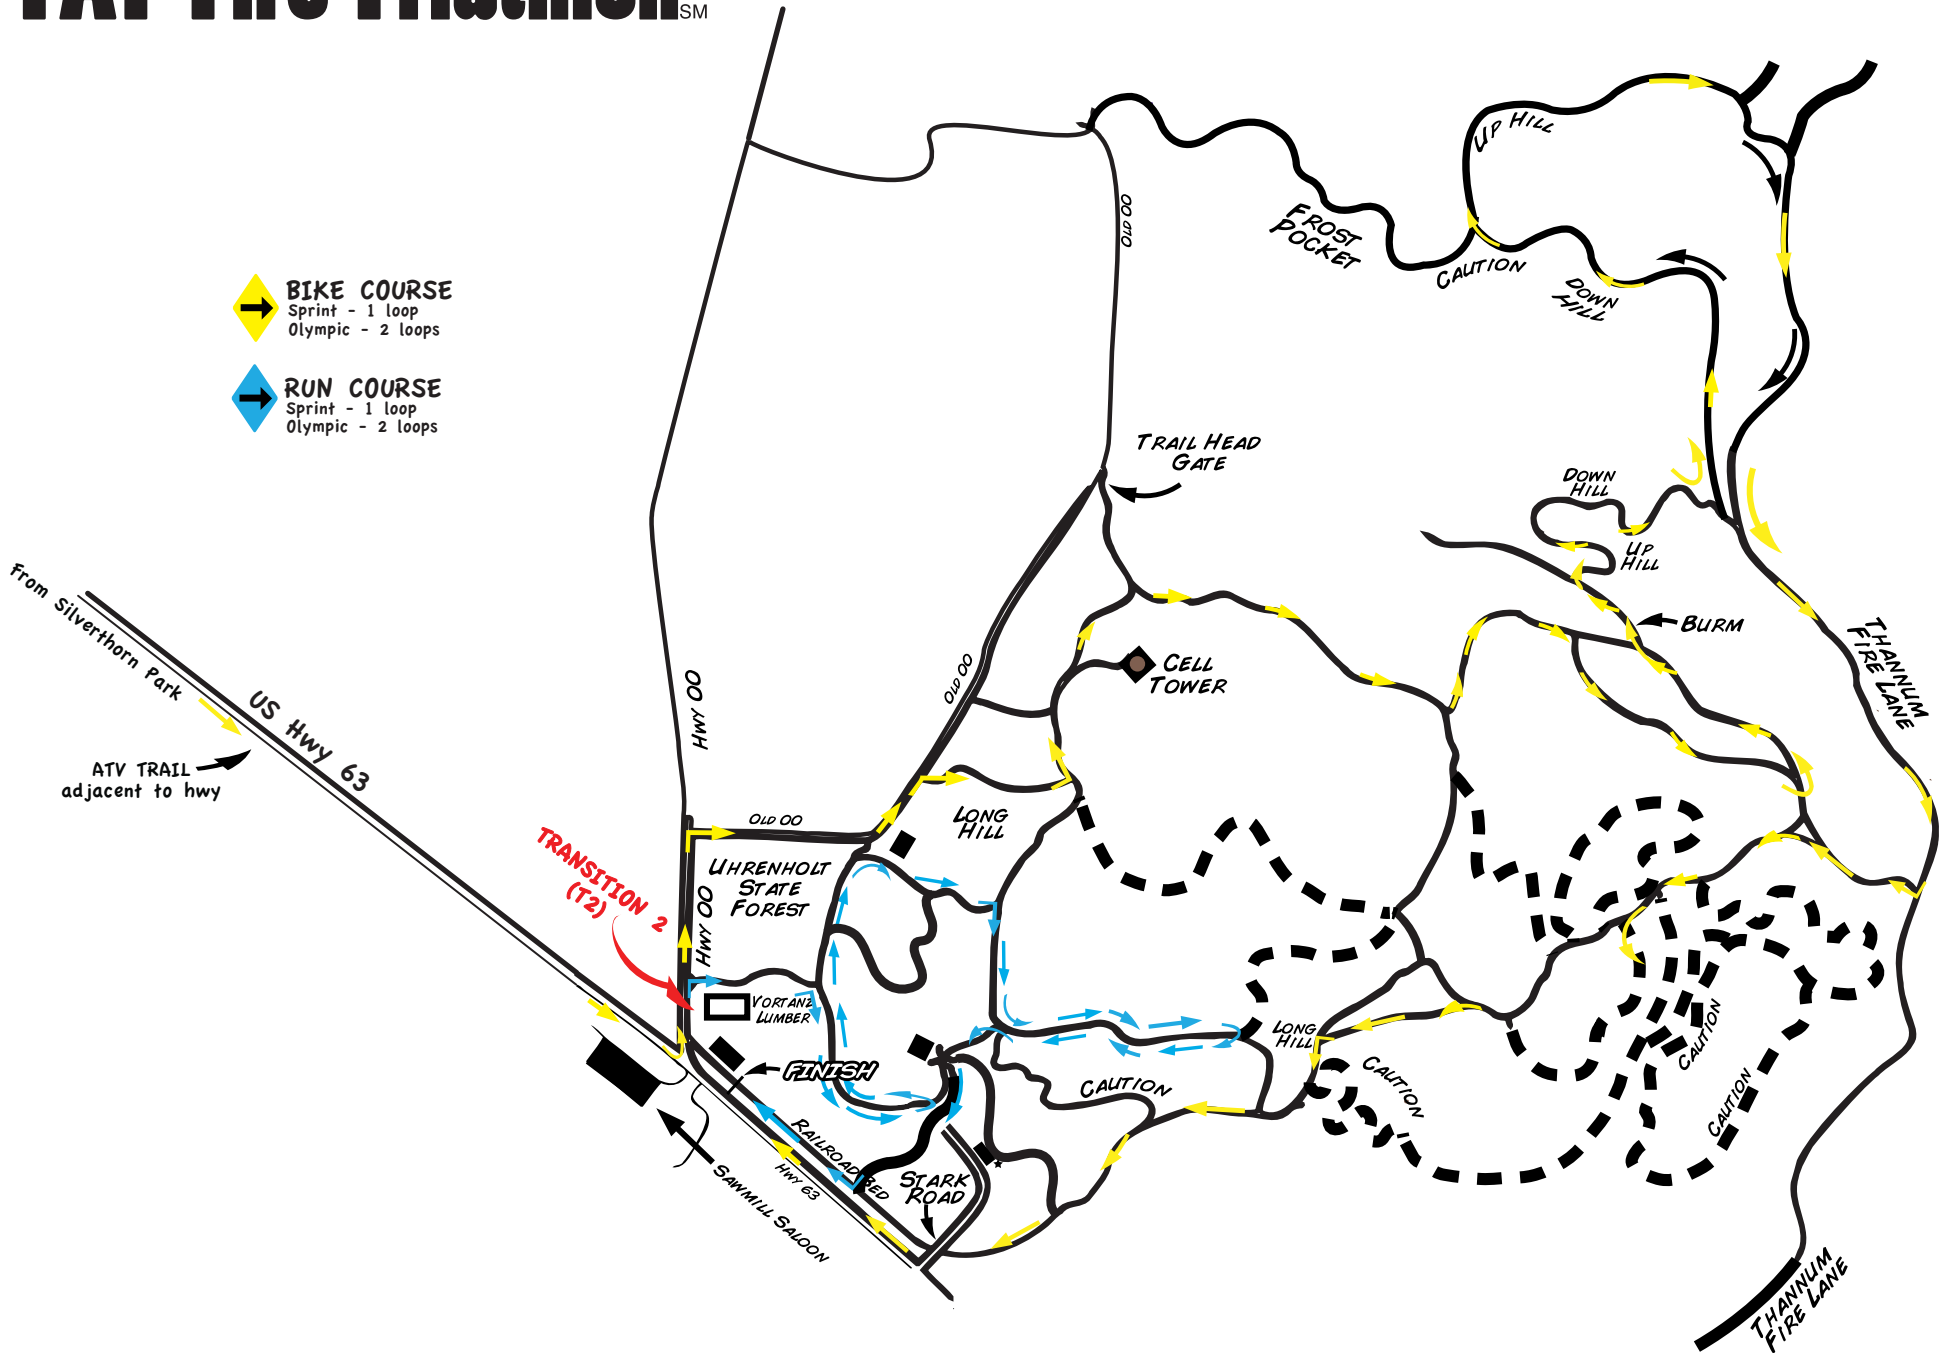 FAT Tire Triathlon SM
UP HILL
OLD OO
FROST
POCKET
CAUTION
DOWN
HILL
BIKE COURSE
Sprint - 1 loop
Olympic - 2 loops
RUN COURSE
Sprint - 1 loop
Olympic - 2 loops
TRAIL HEAD
GATE
DOWN
HILL
UP
HILL
BURM
From Silverthorn Park
THANNUM
FIRE LANE
CELL
TOWER
OLD OO
HWY OO
US Hwy 63
ATV TRAIL
adjacent to hwy
OLD OO
LONG
HILL
TRANSITION 2
(T2)
UHRENHOLT
STATE
FOREST
HWY OO
VORTANZ
LUMBER
LONG
HILL
CAUTION
FINISH
CAUTION
CAUTION
CAUTION
RAILROAD BED
HWY 63
STARK
ROAD
SAWMILL SALOON
THANNUM
FIRE LANE